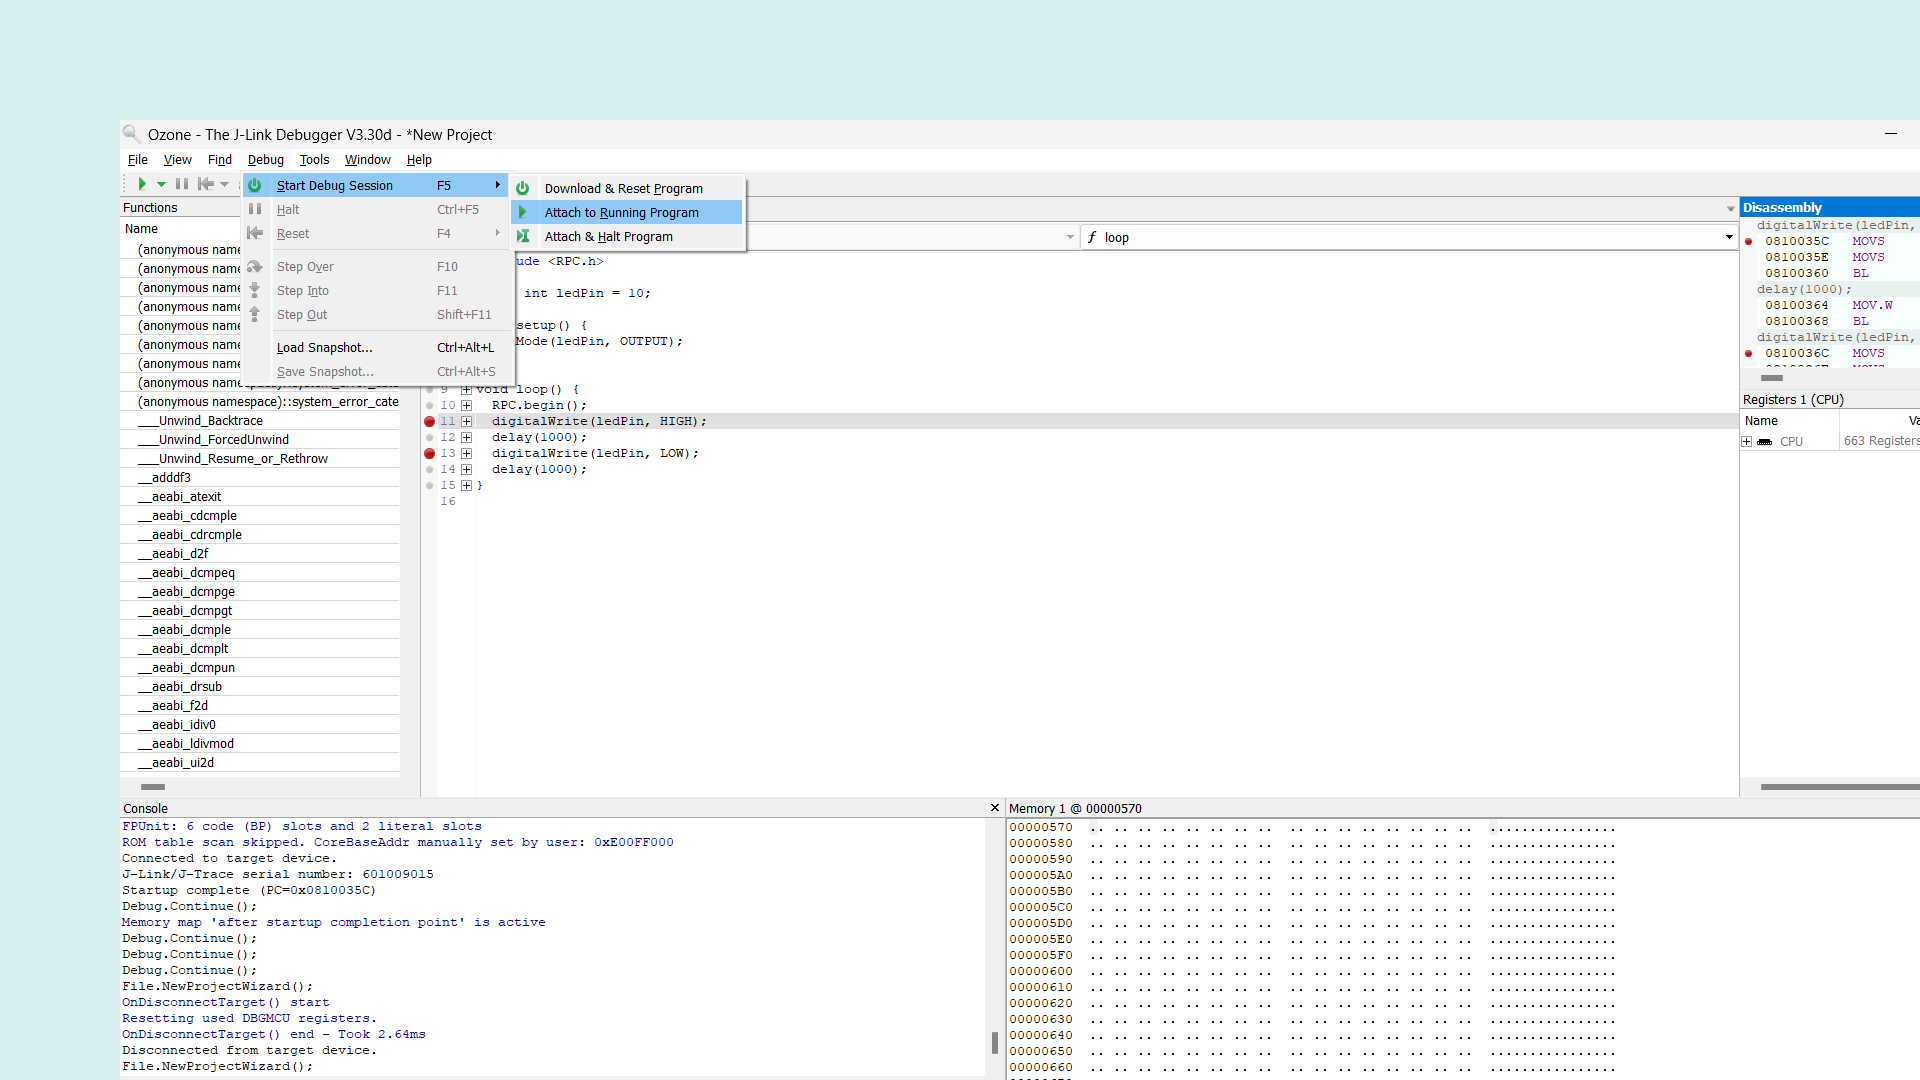 Ozone - The J-Link Debugger V3.30d - *New Project
File View Find Debug Tools Window Help
Start Debug Session F5
Halt Ctrl+F5
Reset F4
Step Over F10
Step Into F11
Step Out Shift+F11
Load Snapshot... Ctrl+Alt+L
Save Snapshot... Ctrl+Alt+S
Download & Reset Program
Attach to Running Program
Attach & Halt Program
Functions
Name
(anonymous name
(anonymous name
(anonymous name
(anonymous name
(anonymous name
(anonymous name
(anonymous name
(anonymous namespace)::system_error_cate
___Unwind_Backtrace
___Unwind_ForcedUnwind
___Unwind_Resume_or_Rethrow
__adddf3
__aeabi_atexit
__aeabi_cdcmple
__aeabi_cdrcmple
__aeabi_d2f
__aeabi_dcmpeq
__aeabi_dcmpge
__aeabi_dcmpgt
__aeabi_dcmple
__aeabi_dcmplt
__aeabi_dcmpun
__aeabi_drsub
__aeabi_f2d
__aeabi_idiv0
__aeabi_ldivmod
__aeabi_ui2d
f loop
ude <RPC.h>
int ledPin = 10;
setup() {
Mode(ledPin, OUTPUT);
9 void loop() {
10 RPC.begin();
11 digitalWrite(ledPin, HIGH);
12 delay(1000);
13 digitalWrite(ledPin, LOW);
14 delay(1000);
15 }
16
Disassembly
digitalWrite(ledPin,
0810035C MOVS
0810035E MOVS
08100360 BL
delay(1000);
08100364 MOV.W
08100368 BL
digitalWrite(ledPin,
0810036C MOVS
Registers 1 (CPU)
Name Va
CPU 663 Registers
Console
FPUnit: 6 code (BP) slots and 2 literal slots
ROM table scan skipped. CoreBaseAddr manually set by user: 0xE00FF000
Connected to target device.
J-Link/J-Trace serial number: 601009015
Startup complete (PC=0x0810035C)
Debug.Continue();
Memory map 'after startup completion point' is active
Debug.Continue();
Debug.Continue();
Debug.Continue();
File.NewProjectWizard();
OnDisconnectTarget() start
Resetting used DBGMCU registers.
OnDisconnectTarget() end - Took 2.64ms
Disconnected from target device.
File.NewProjectWizard();
Memory 1 @ 00000570
00000570 .. .. .. .. .. .. .. .. .. .. .. .. .. .. .. .. ................
00000580 .. .. .. .. .. .. .. .. .. .. .. .. .. .. .. .. ................
00000590 .. .. .. .. .. .. .. .. .. .. .. .. .. .. .. .. ................
000005A0 .. .. .. .. .. .. .. .. .. .. .. .. .. .. .. .. ................
000005B0 .. .. .. .. .. .. .. .. .. .. .. .. .. .. .. .. ................
000005C0 .. .. .. .. .. .. .. .. .. .. .. .. .. .. .. .. ................
000005D0 .. .. .. .. .. .. .. .. .. .. .. .. .. .. .. .. ................
000005E0 .. .. .. .. .. .. .. .. .. .. .. .. .. .. .. .. ................
000005F0 .. .. .. .. .. .. .. .. .. .. .. .. .. .. .. .. ................
00000600 .. .. .. .. .. .. .. .. .. .. .. .. .. .. .. .. ................
00000610 .. .. .. .. .. .. .. .. .. .. .. .. .. .. .. .. ................
00000620 .. .. .. .. .. .. .. .. .. .. .. .. .. .. .. .. ................
00000630 .. .. .. .. .. .. .. .. .. .. .. .. .. .. .. .. ................
00000640 .. .. .. .. .. .. .. .. .. .. .. .. .. .. .. .. ................
00000650 .. .. .. .. .. .. .. .. .. .. .. .. .. .. .. .. ................
00000660 .. .. .. .. .. .. .. .. .. .. .. .. .. .. .. .. ................